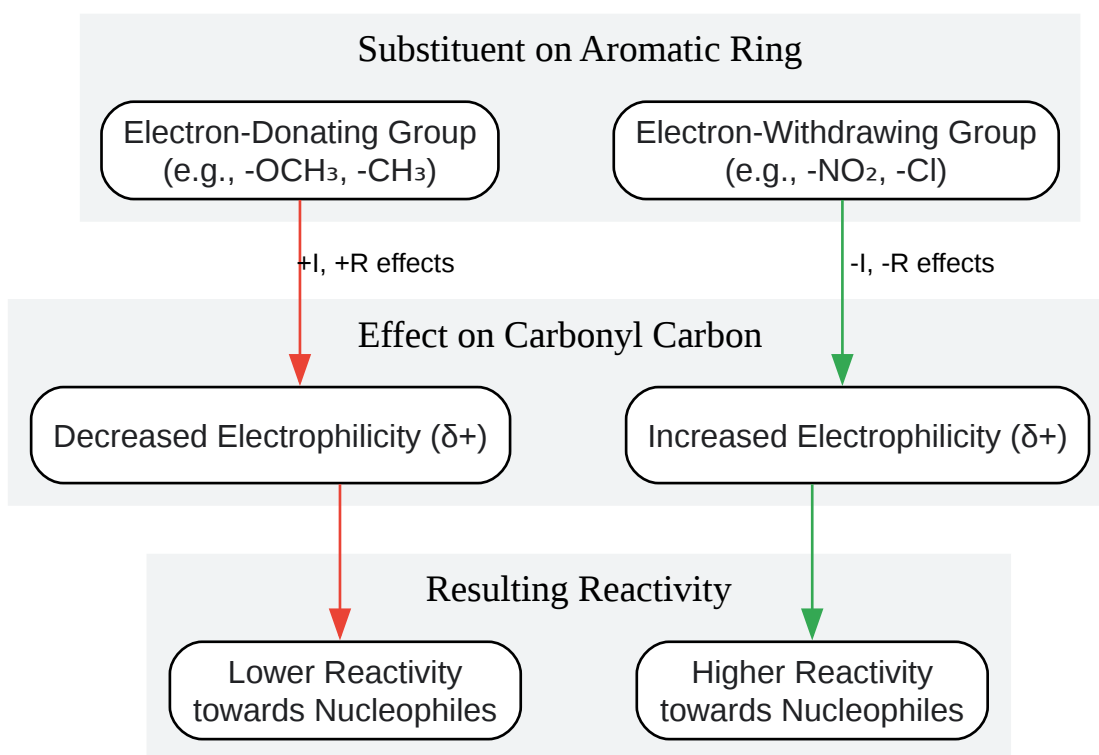 Substituent on Aromatic Ring
Electron-Donating Group
(e.g., -OCH₃, -CH₃)
Electron-Withdrawing Group
(e.g., -NO₂, -Cl)
+I, +R effects
-I, -R effects
Effect on Carbonyl Carbon
Decreased Electrophilicity (δ+)
Increased Electrophilicity (δ+)
Resulting Reactivity
Lower Reactivity
towards Nucleophiles
Higher Reactivity
towards Nucleophiles